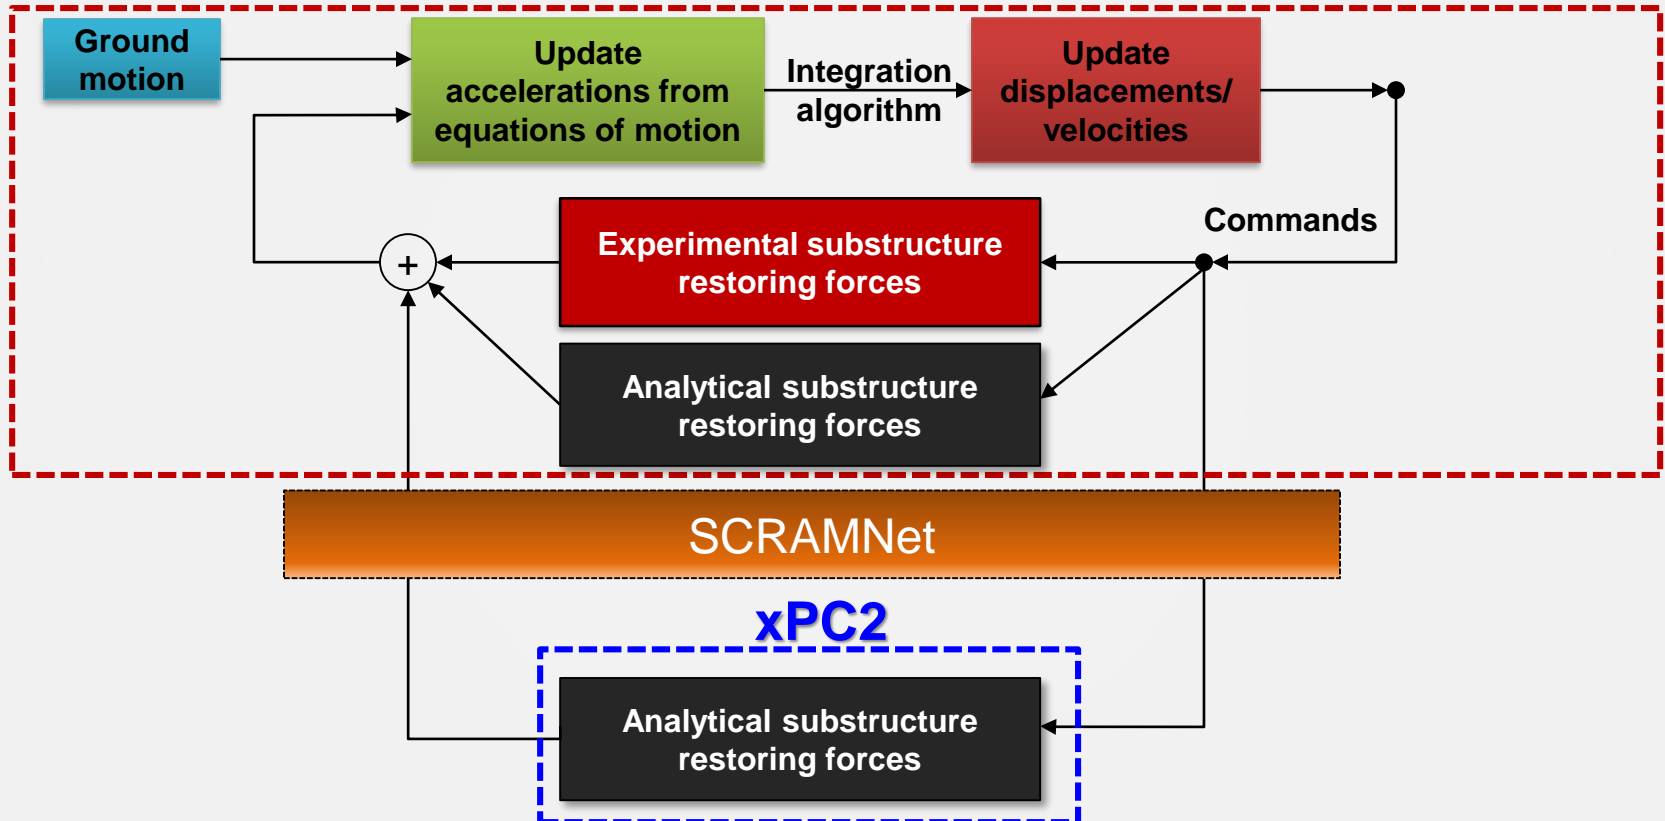 Ground
motion
Update
accelerations from
equations of motion
Integration
algorithm
Update
displacements/
velocities
Commands
Experimental substructure
restoring forces
+
Analytical substructure
restoring forces
SCRAMNet
xPC2
Analytical substructure
restoring forces